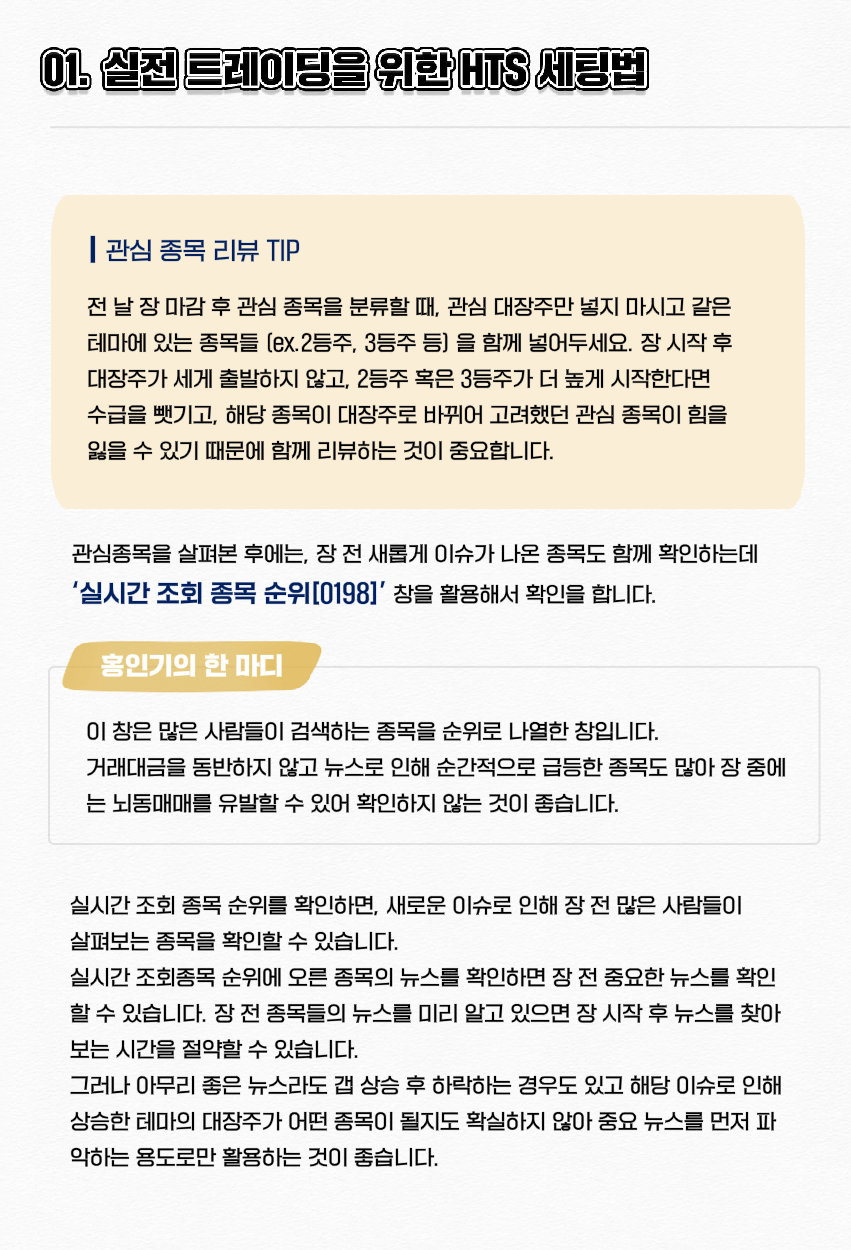 01. 실전 트레이딩을 위한 HTS 세팅법
관심 종목 리뷰 TIP
전 날 장 마감 후 관심 종목을 분류할 때, 관심 대장주만 넣지 마시고 같은
테마에 있는 종목들 (ex.2등주, 3등주 등) 을 함께 넣어두세요. 장 시작 후
대장주가 세게 출발하지 않고, 2등주 혹은 3등주가 더 높게 시작한다면
수급을 뺏기고, 해당 종목이 대장주로 바뀌어 고려했던 관심 종목이 힘을
잃을 수 있기 때문에 함께 리뷰하는 것이 중요합니다.
관심종목을 살펴본 후에는, 장 전 새롭게 이슈가 나온 종목도 함께 확인하는데
‘실시간 조회 종목 순위[0198]’ 창을 활용해서 확인을 합니다.
홍인기의 한 마디
이 창은 많은 사람들이 검색하는 종목을 순위로 나열한 창입니다.
거래대금을 동반하지 않고 뉴스로 인해 순간적으로 급등한 종목도 많아 장 중에
는 뇌동매매를 유발할 수 있어 확인하지 않는 것이 좋습니다.
실시간 조회 종목 순위를 확인하면, 새로운 이슈로 인해 장 전 많은 사람들이
살펴보는 종목을 확인할 수 있습니다.
실시간 조회종목 순위에 오른 종목의 뉴스를 확인하면 장 전 중요한 뉴스를 확인
할 수 있습니다. 장 전 종목들의 뉴스를 미리 알고 있으면 장 시작 후 뉴스를 찾아
보는 시간을 절약할 수 있습니다.
그러나 아무리 좋은 뉴스라도 갭 상승 후 하락하는 경우도 있고 해당 이슈로 인해
상승한 테마의 대장주가 어떤 종목이 될지도 확실하지 않아 중요 뉴스를 먼저 파
악하는 용도로만 활용하는 것이 좋습니다.